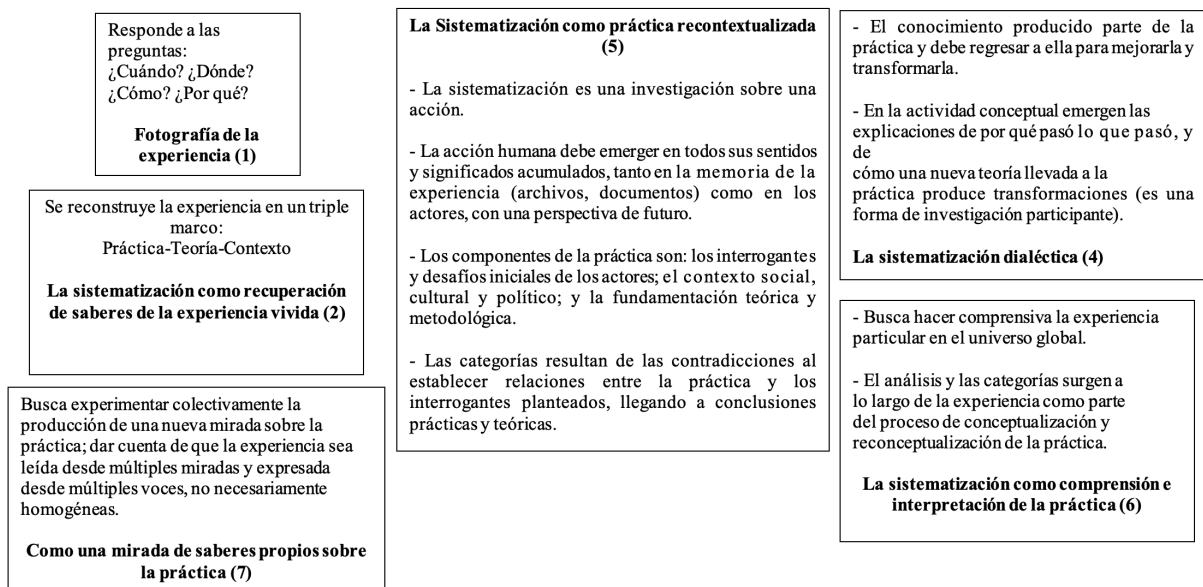 Responde a las
preguntas:
¿Cuándo? ¿Dónde?
¿Cómo? ¿Por qué?
Fotografía de la
experiencia (1)
Se reconstruye la experiencia en un triple
marco:
Práctica-Teoría-Contexto
La sistematización como recuperación
de saberes de la experiencia vivida (2)
Busca experimentar colectivamente la
producción de una nueva mirada sobre la
práctica; dar cuenta de que la experiencia sea
leída desde múltiples miradas y expresada
desde múltiples voces, no necesariamente
homogéneas.
Como una mirada de saberes propios sobre
la práctica (7)
La Sistematización como práctica recontextualizada
(5)
- La sistematización es una investigación sobre una
acción.
- La acción humana debe emerger en todos sus sentidos
y significados acumulados, tanto en la memoria de la
experiencia (archivos, documentos) como en los
actores, con una perspectiva de futuro.
- Los componentes de la práctica son: los interrogantes
y desafíos iniciales de los actores; el contexto social,
cultural y político; y la fundamentación teórica y
metodológica.
- Las categorías resultan de las contradicciones al
establecer relaciones entre la práctica y los
interrogantes planteados, llegando a conclusiones
prácticas y teóricas.
- El conocimiento producido parte de la
práctica y debe regresar a ella para mejorarla y
transformarla.
- En la actividad conceptual emergen las
explicaciones de por qué pasó lo que pasó, y
de
cómo una nueva teoría llevada a la
práctica produce transformaciones (es una
forma de investigación participante).
La sistematización dialéctica (4)
- Busca hacer comprensiva la experiencia
particular en el universo global.
- El análisis y las categorías surgen a
lo largo de la experiencia como parte
del proceso de conceptualización y
reconceptualización de la práctica.
La sistematización como comprensión e
interpretación de la práctica (6)